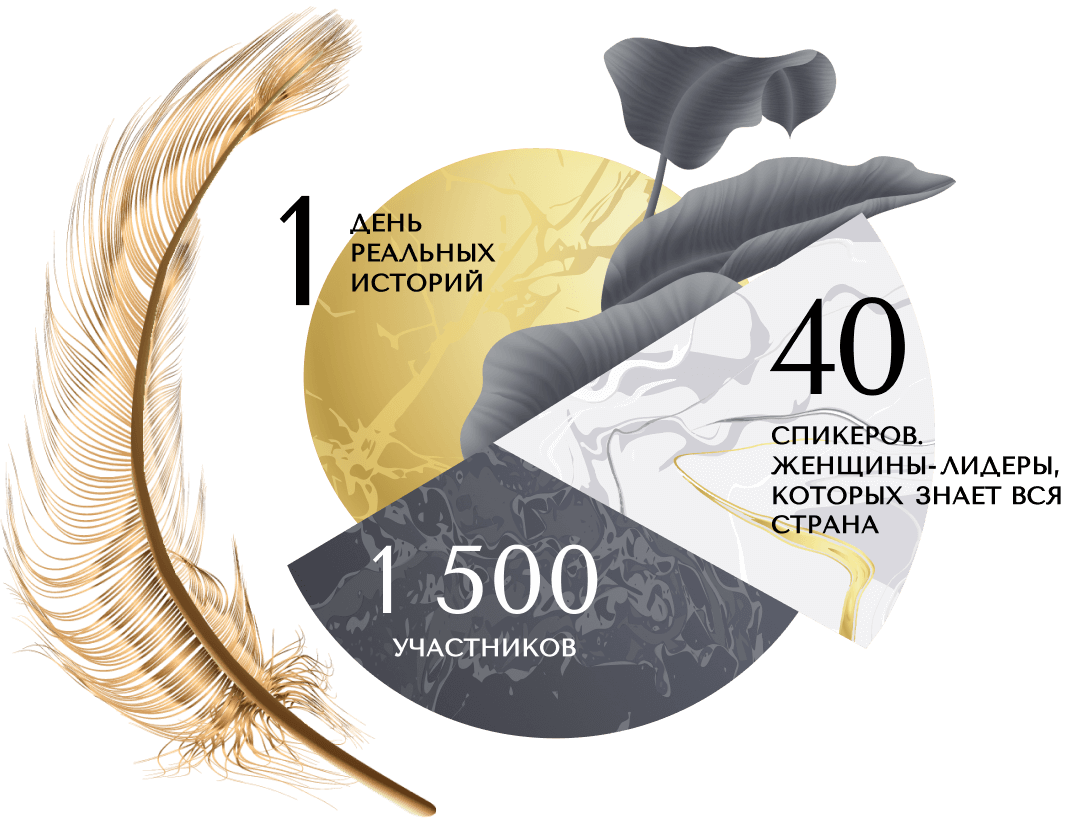 1
ДЕНЬ
РЕАЛЬНЫХ
ИСТОРИЙ
40
СПИКЕРОВ.
ЖЕНЩИНЫ-ЛИДЕРЫ,
КОТОРЫХ ЗНАЕТ ВСЯ
СТРАНА
1 500
УЧАСТНИКОВ